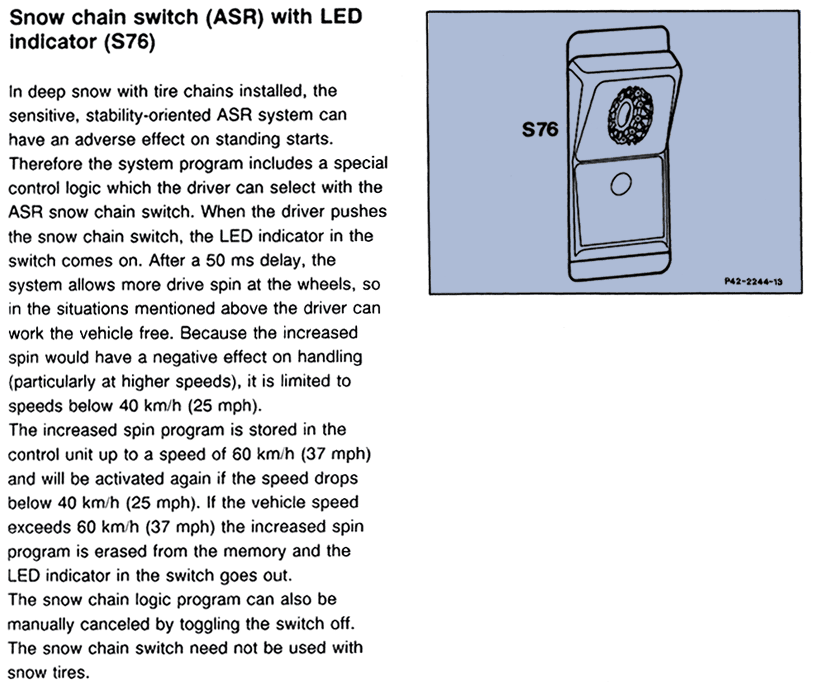 Snow chain switch (ASR) with LED
indicator (S76)
In deep snow with tire chains installed, the
sensitive, stability-oriented ASR system can
have an adverse effect on standing starts.
Therefore the system program includes a special
control logic which the driver can select with the
ASR snow chain switch. When the driver pushes
the snow chain switch, the LED indicator in the
switch comes on. After a 50 ms delay, the
system allows more drive spin at the wheels, so
in the situations mentioned above the driver can
work the vehicle free. Because the increased
spin would have a negative effect on handling
(particularly at higher speeds), it is limited to
speeds below 40 km/h (25 mph).
The increased spin program is stored in the
control unit up to a speed of 60 km/h (37 mph)
and will be activated again if the speed drops
below 40 km/h (25 mph). If the vehicle speed
exceeds 60 km/h (37 mph) the increased spin
program is erased from the memory and the
LED indicator in the switch goes out.
The snow chain logic program can also be
manually canceled by toggling the switch off.
The snow chain switch need not be used with
snow tires.
S76
P42-2244-13